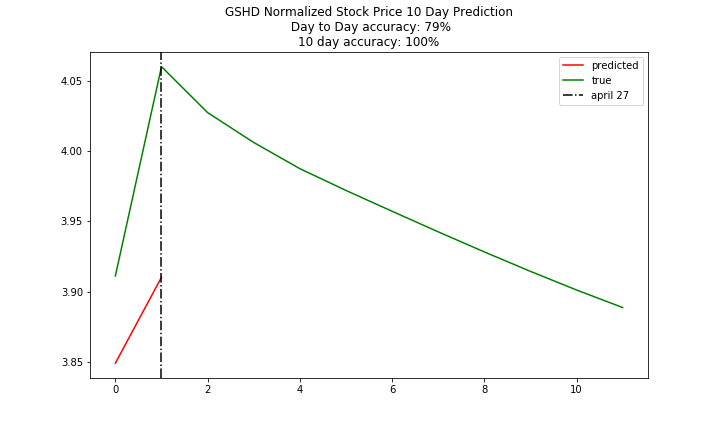 GSHD Normalized Stock Price 10 Day Prediction
Day to Day accuracy: 79%
10 day accuracy: 100%
predicted
true
april 27
4.05
4.00
3.95
3.90
3.85
0 2 4 6 8 10